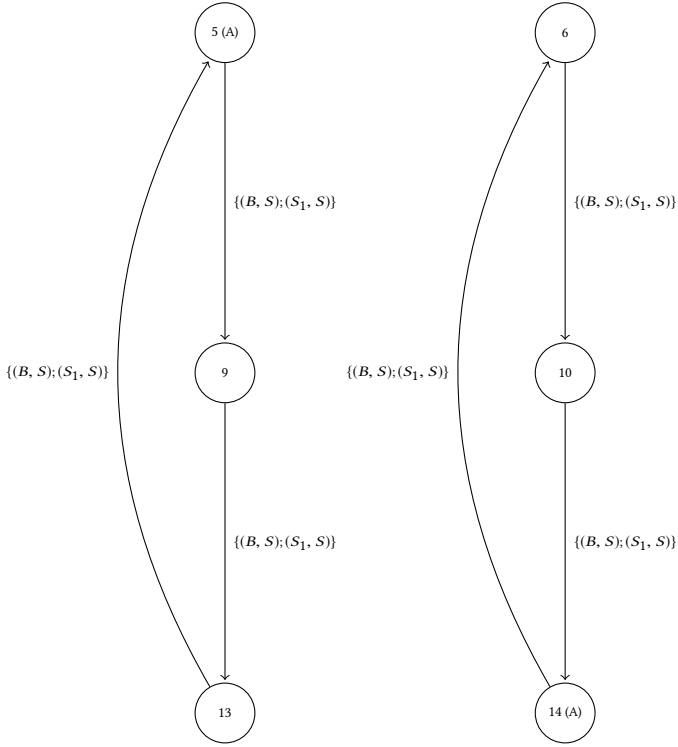 5 (A)
6
{(B, S);(S₁, S)}
{(B, S);(S₁, S)}
{(B, S);(S₁, S)}
9
{(B, S);(S₁, S)}
10
{(B, S);(S₁, S)}
{(B, S);(S₁, S)}
13
14 (A)